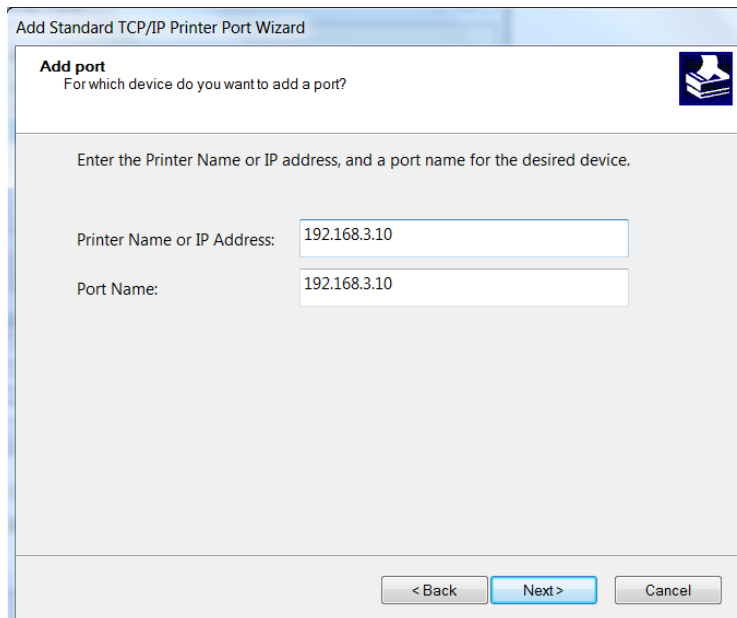 Add Standard TCP/IP Printer Port Wizard
Add port
For which device do you want to add a port?
Enter the Printer Name or IP address, and a port name for the desired device.
Printer Name or IP Address: 192.168.3.10
Port Name: 192.168.3.10
< Back Next> Cancel